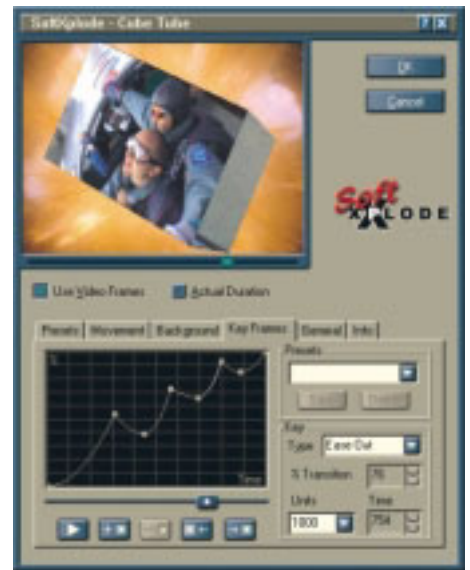 SoftXplode - Cube Tube
? X
OK
Cancel
Soft
XPLODE
Use Video Frames
Actual Duration
Presets
Movement
Background
Key Frames
General
Info
%
Time
Presets
Key
Type
Ease Out
% Transition
76
Units
Time
1000
754